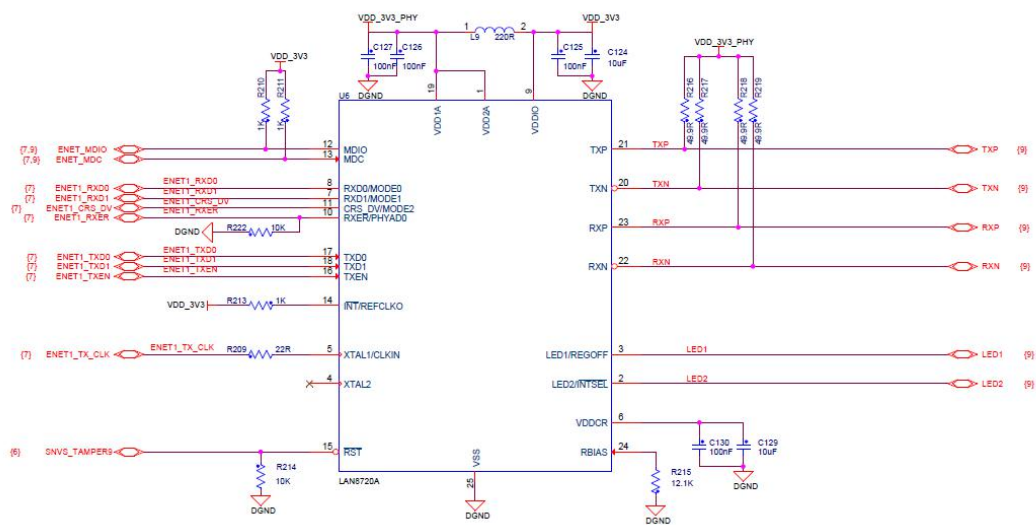 VDD_3V3_PHY
1
2
VDD_3V3
L9
220R
C127
C126
100nF
100nF
C125
C124
100nF
10uF
VDD_3V3_PHY
VDD_3V3
DGND
DGND
R210
R211
1K
1K
R216
R217
R218
R219
49.9R
49.9R
49.9R
49.9R
U6
19
1
9
VDD1A
VDD2A
VDDIO
{7,9} ENET_MDIO 12 MDIO
{7,9} ENET_MDC 13 MDC
TXP 21 TXP TXP {9}
{7} ENET1_RXD0 ENET1_RXD0 8 RXD0/MODE0
{7} ENET1_RXD1 ENET1_RXD1 7 RXD1/MODE1
TXN 20 TXN TXN {9}
{7} ENET1_CRS_DV ENET1_CRS_DV 11 CRS_DV/MODE2
{7} ENET1_RXER ENET1_RXER 10 RXER/PHYAD0
RXP 23 RXP RXP {9}
DGND R222 10K
{7} ENET1_TXD0 ENET1_TXD0 17 TXD0
{7} ENET1_TXD1 ENET1_TXD1 18 TXD1
{7} ENET1_TXEN ENET1_TXEN 16 TXEN
RXN 22 RXN RXN {9}
VDD_3V3 R213 1K 14 INT/REFCLKO
{7} ENET1_TX_CLK ENET1_TX_CLK R209 22R 5 XTAL1/CLKIN
LED1/REGOFF 3 LED1 LED1 {9}
4 XTAL2
LED2/INTSEL 2 LED2 LED2 {9}
VDDCR 6
{6} SNVS_TAMPER9 15 RST
RBIAS 24
C130
100nF
C129
10uF
R214
10K
DGND
LAN8720A
VSS
25
DGND
R215
12.1K
DGND
DGND